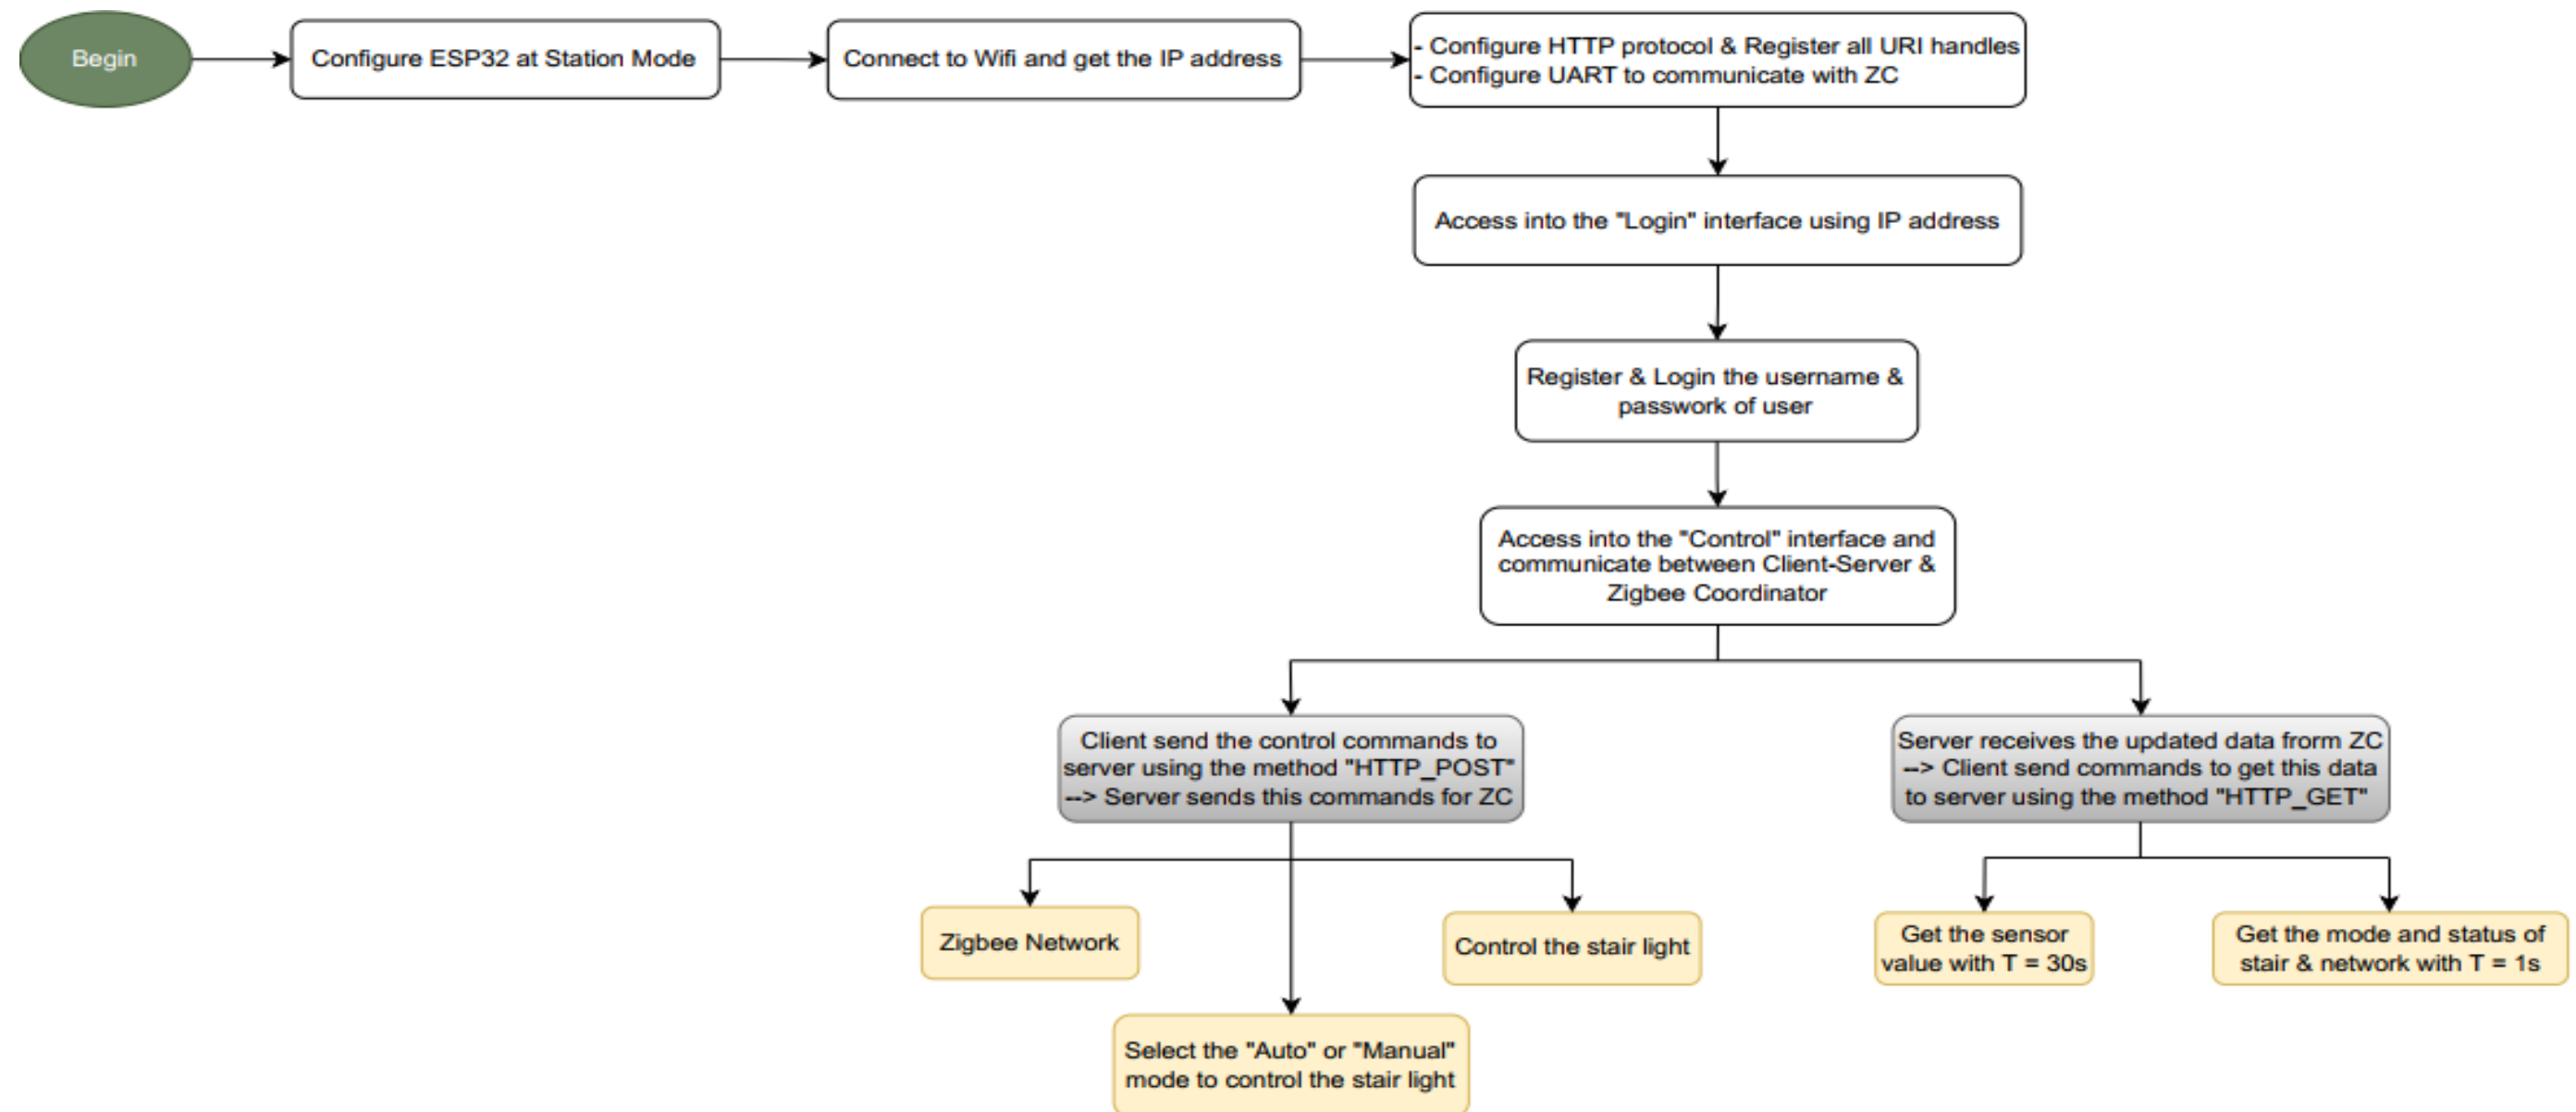 Begin
Configure ESP32 at Station Mode
Connect to Wifi and get the IP address
- Configure HTTP protocol & Register all URI handles
- Configure UART to communicate with ZC
Access into the "Login" interface using IP address
Register & Login the username &
passwork of user
Access into the "Control" interface and
communicate between Client-Server &
Zigbee Coordinator
Client send the control commands to
server using the method "HTTP_POST"
--> Server sends this commands for ZC
Server receives the updated data frorm ZC
--> Client send commands to get this data
to server using the method "HTTP_GET"
Zigbee Network
Control the stair light
Get the sensor
value with T = 30s
Get the mode and status of
stair & network with T = 1s
Select the "Auto" or "Manual"
mode to control the stair light